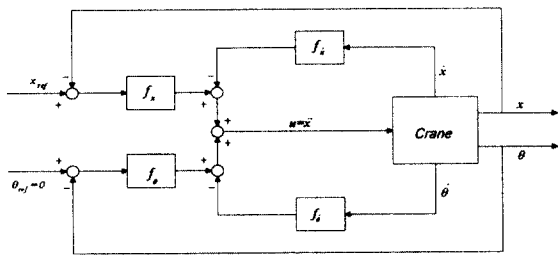 f_ẋ
ẋ
x_ref
f_x
u=ẍ
Crane
x
θ
θ_ref=0
f_θ
θ̇
f_θ̇